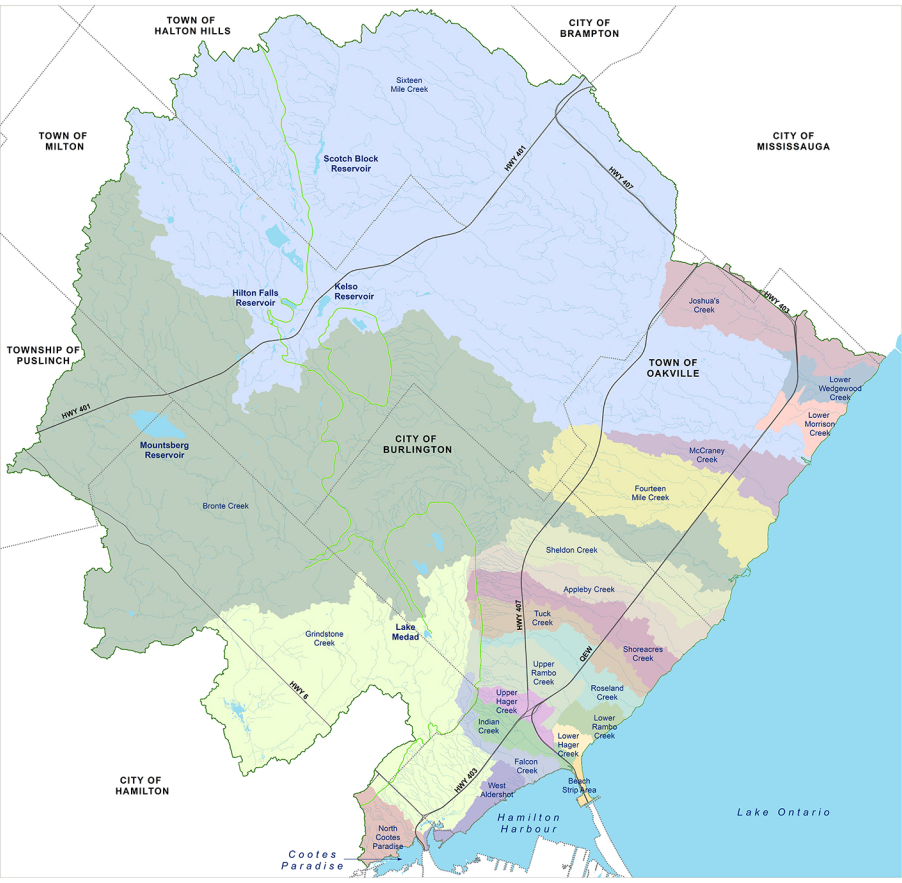 TOWN OF
HALTON HILLS
CITY OF
BRAMPTON
Sixteen
Mile Creek
TOWN OF
MILTON
CITY OF
MISSISSAUGA
Scotch Block
Reservoir
HWY 401
HWY 407
Hilton Falls
Reservoir
Kelso
Reservoir
Joshua's
Creek
HWY 403
TOWNSHIP OF
PUSLINCH
TOWN OF
OAKVILLE
Lower
Wedgewood
Creek
HWY 401
Lower
Morrison
Creek
Mountsberg
Reservoir
CITY OF
BURLINGTON
McCraney
Creek
Fourteen
Mile Creek
Bronte Creek
Sheldon Creek
Appleby Creek
HWY 407
Tuck
Creek
Lake
Medad
Grindstone
Creek
Shoreacres
Creek
QEW
Upper
Rambo
Creek
HWY 6
Roseland
Creek
Upper
Hager
Creek
Indian
Creek
Lower
Rambo
Creek
Lower
Hager
Creek
Falcon
Creek
HWY 403
CITY OF
HAMILTON
West
Aldershot
Beach
Strip Area
Hamilton
Harbour
Lake Ontario
North
Cootes
Paradise
Cootes
Paradise